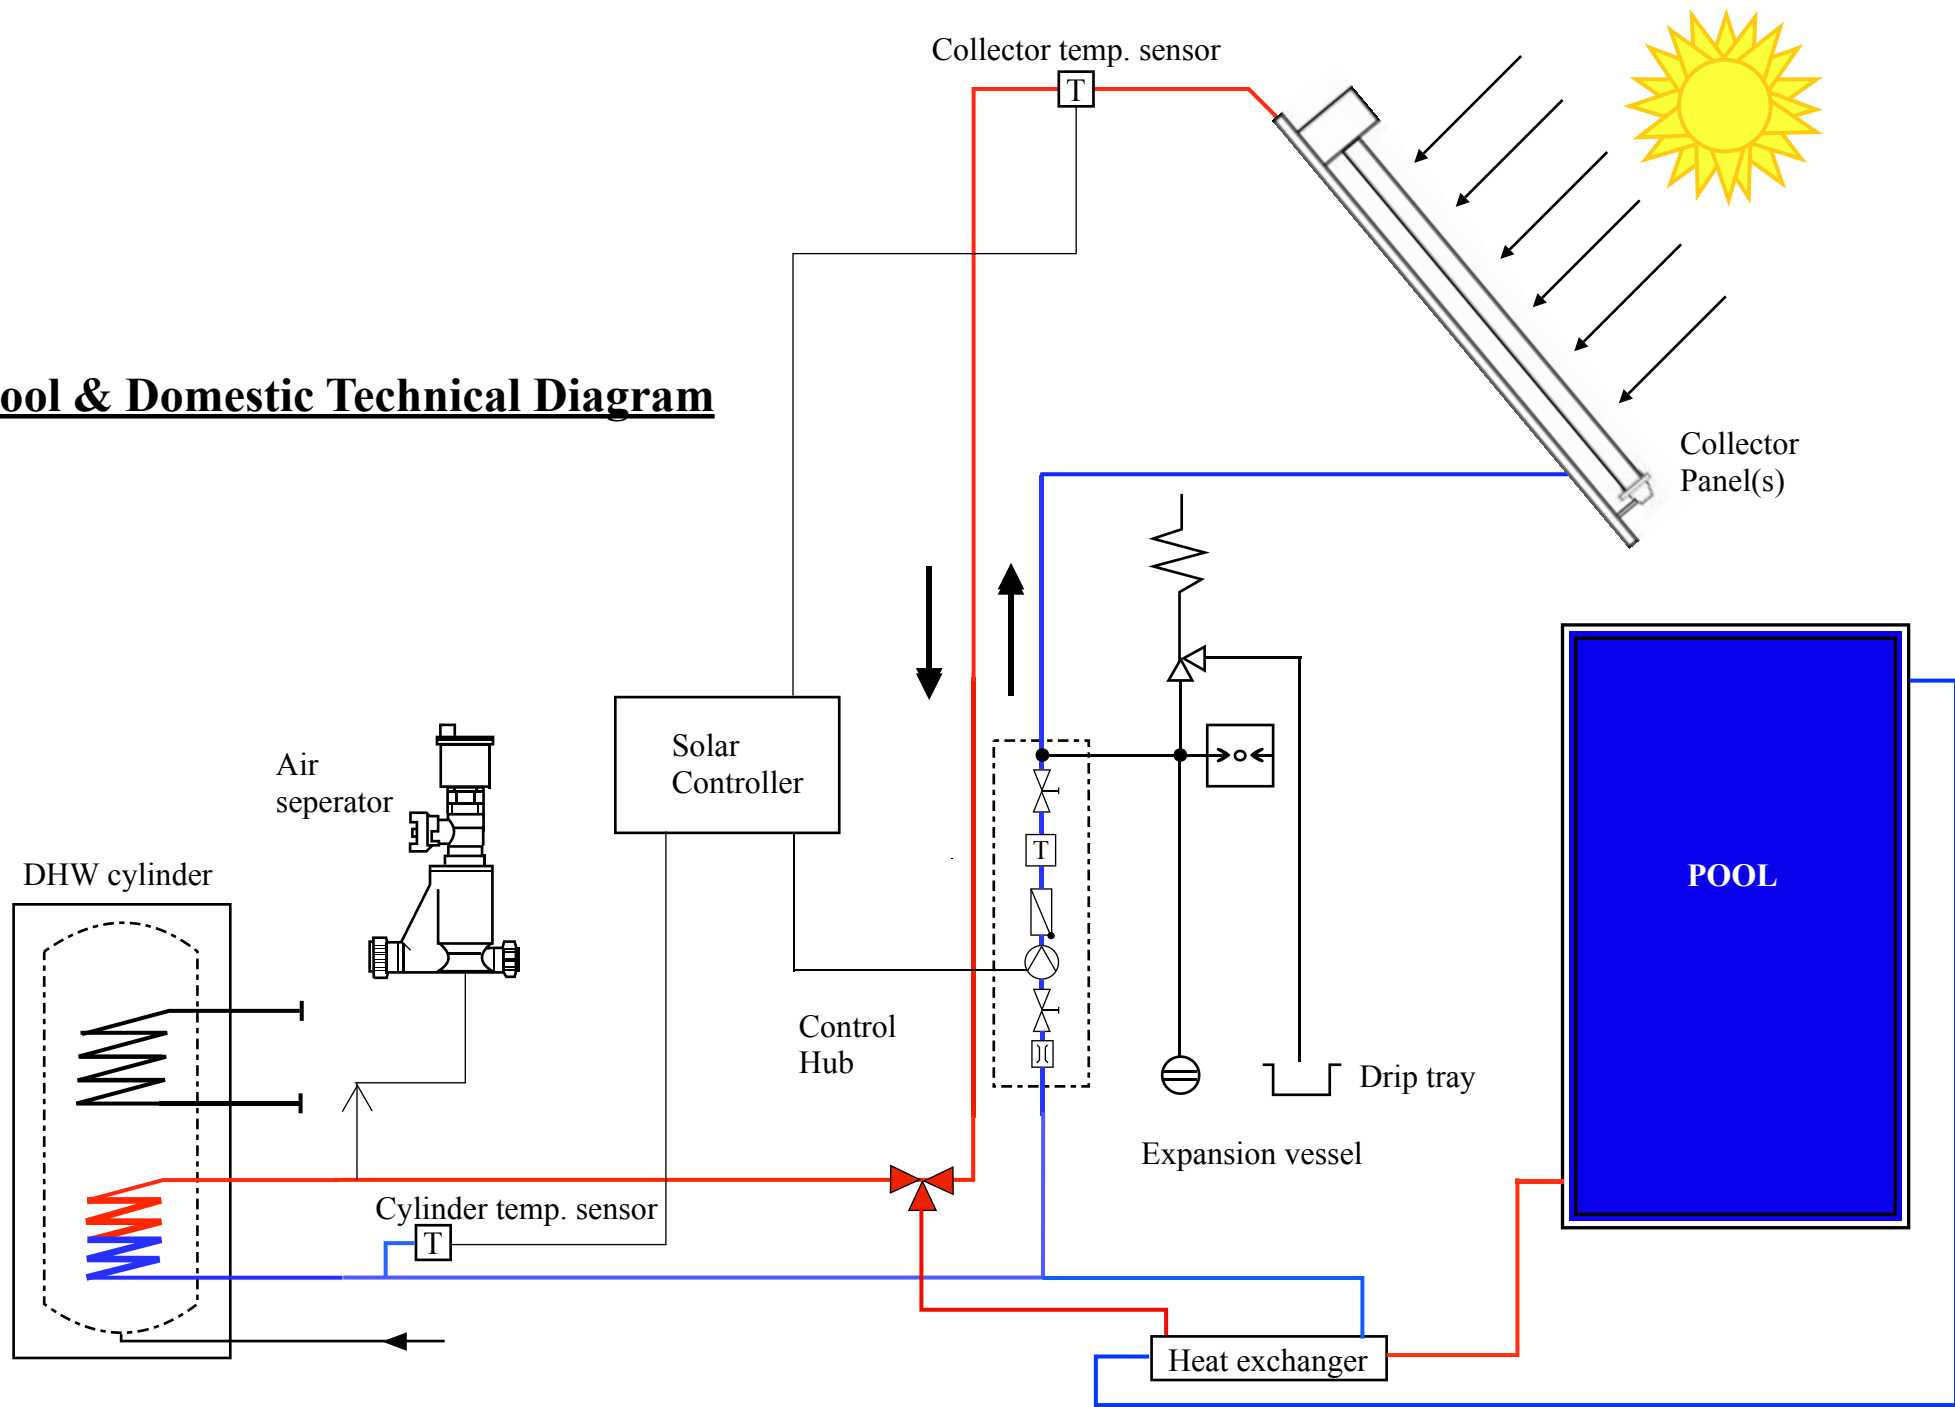 Collector temp. sensor
T
ool & Domestic Technical Diagram
Collector
Panel(s)
Solar
Controller
Air
seperator
T
DHW cylinder
POOL
Control
Hub
Drip tray
Expansion vessel
Cylinder temp. sensor
T
Heat exchanger